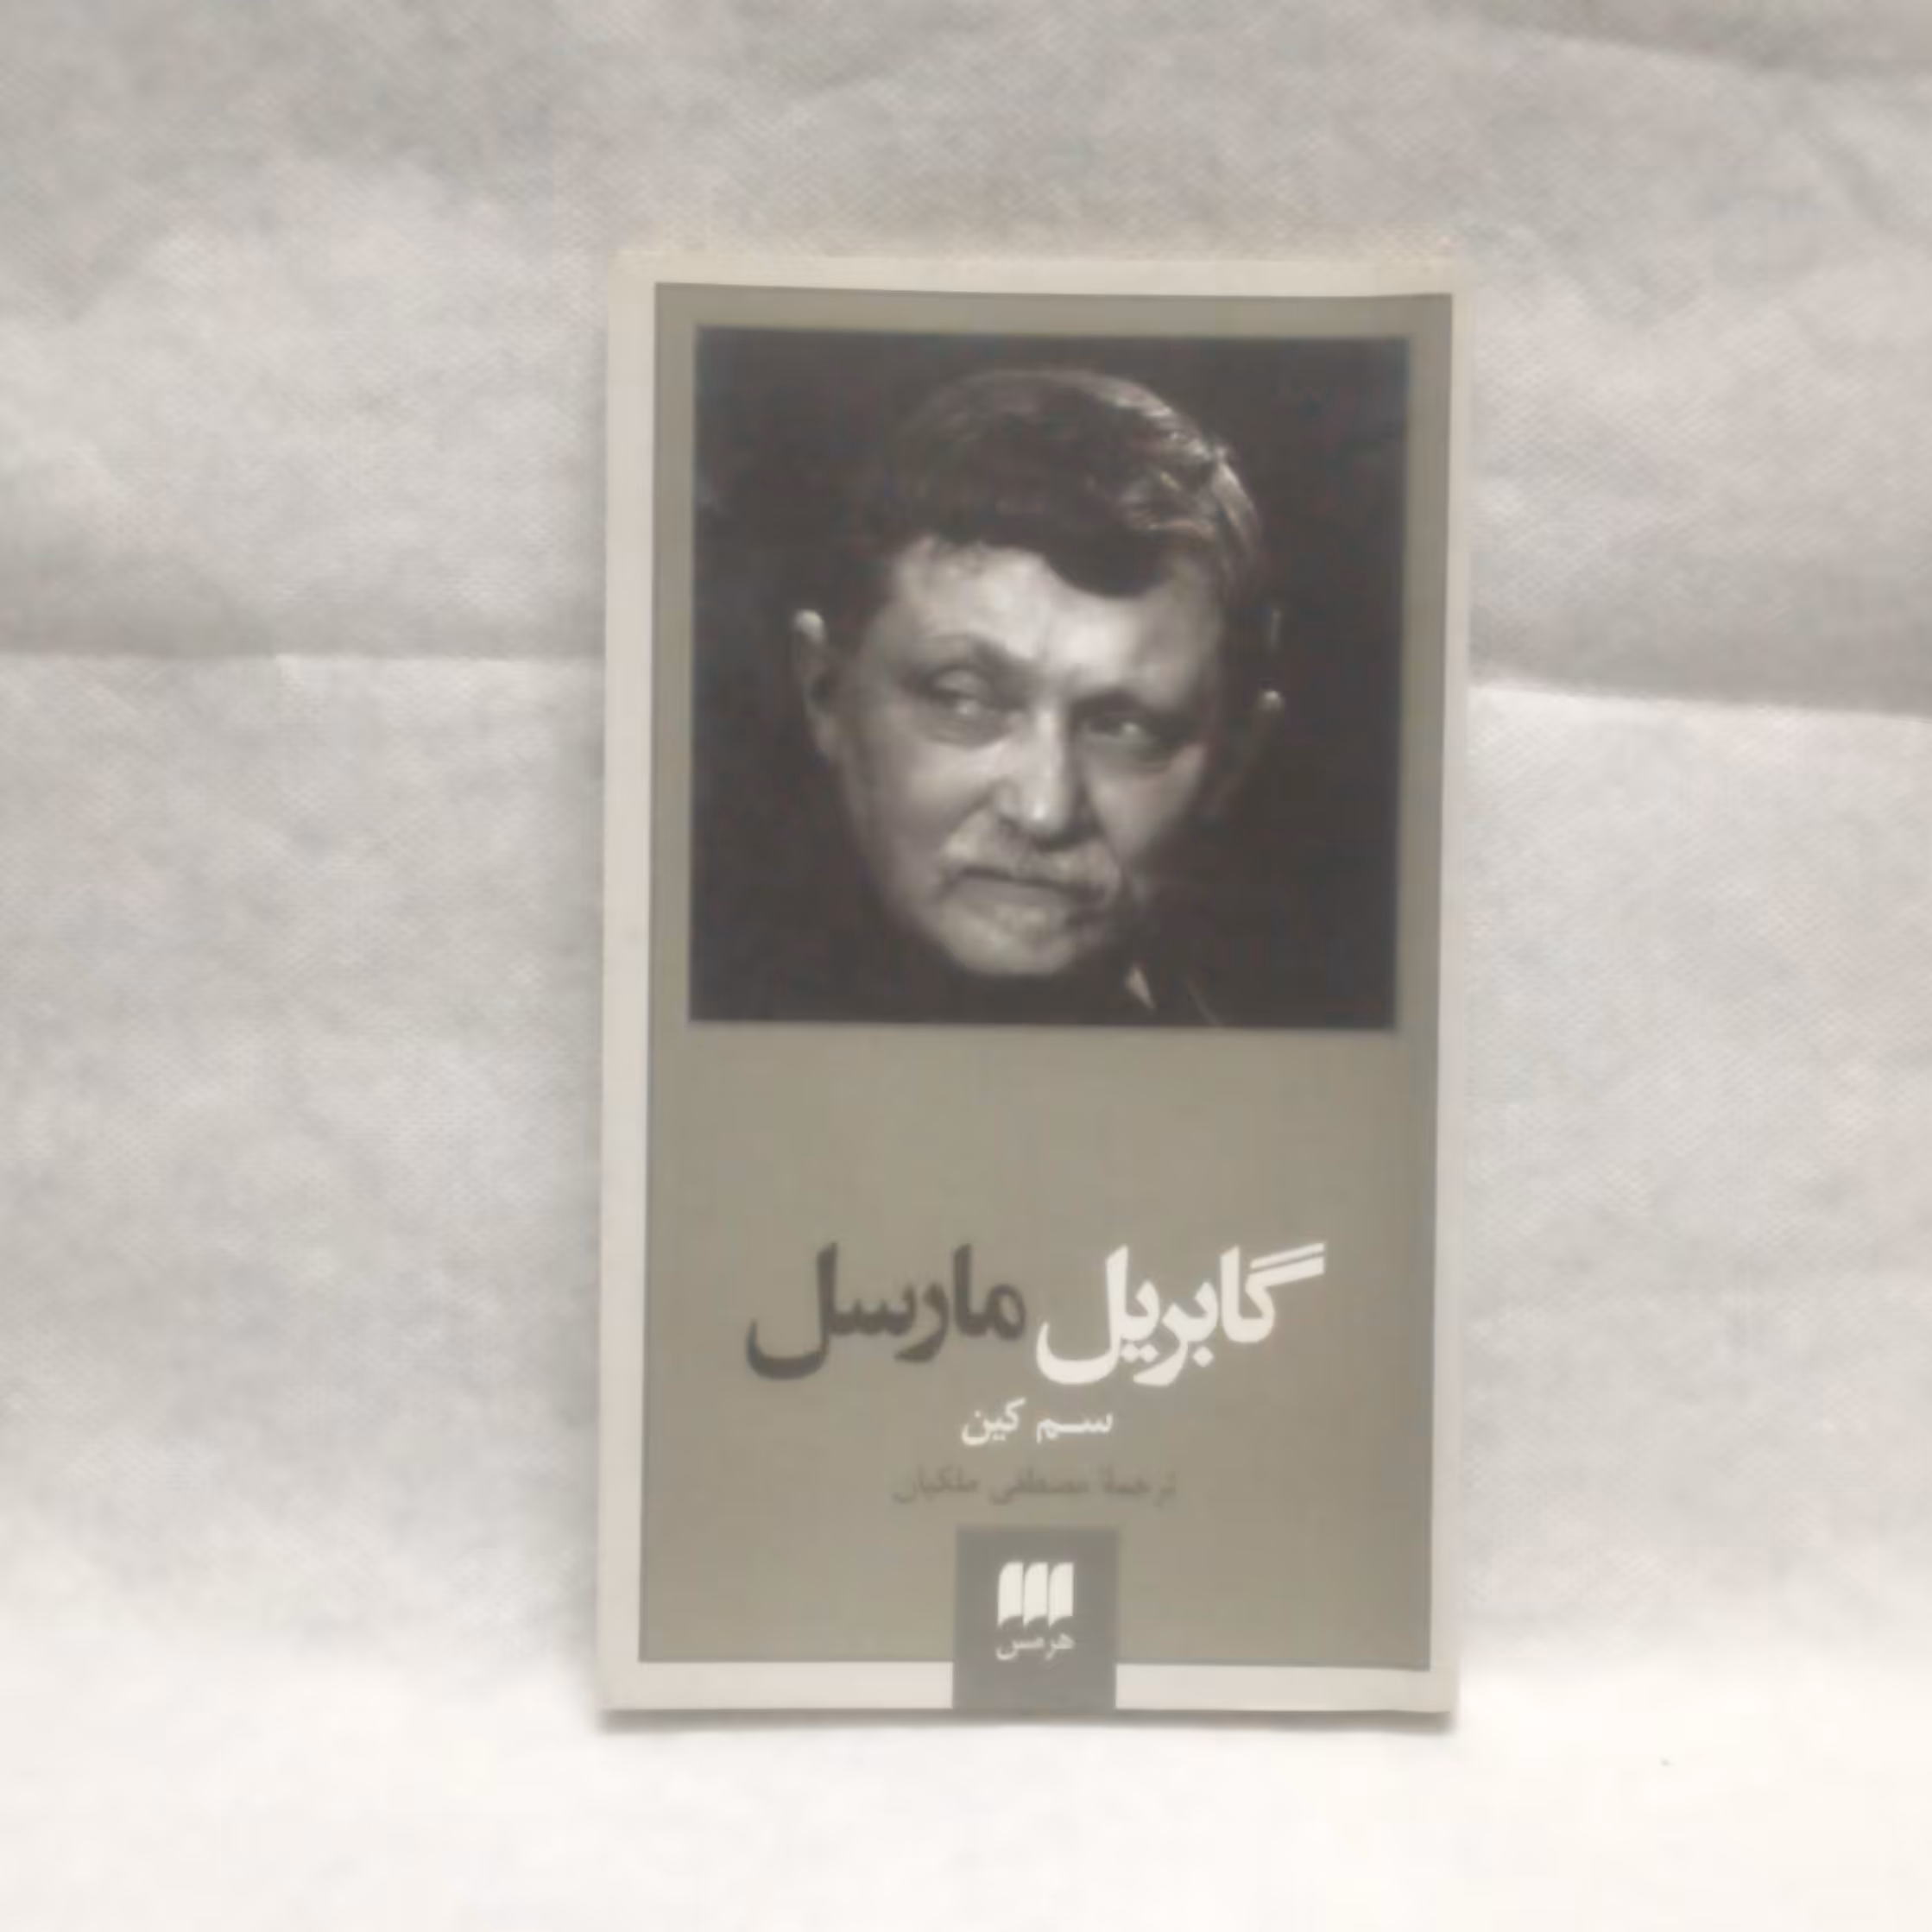 گابریل مارسل
سم کین
ترجمهٔ مصطفی ملکیان
هرمس